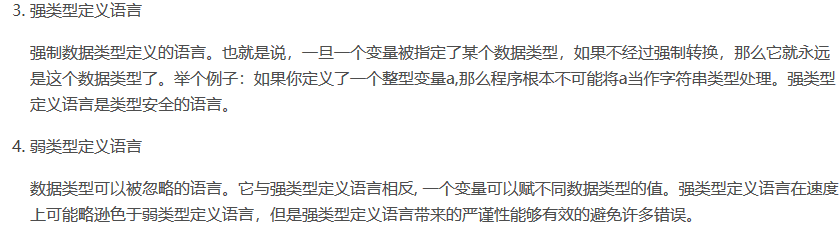 3. 强类型定义语言
强制数据类型定义的语言。也就是说，一旦一个变量被指定了某个数据类型，如果不经过强制转换，那么它就永远
是这个数据类型了。举个例子：如果你定义了一个整型变量a,那么程序根本不可能将a当作字符串类型处理。强类型
定义语言是类型安全的语言。
4. 弱类型定义语言
数据类型可以被忽略的语言。它与强类型定义语言相反, 一个变量可以赋不同数据类型的值。强类型定义语言在速度
上可能略逊色于弱类型定义语言，但是强类型定义语言带来的严谨性能够有效的避免许多错误。